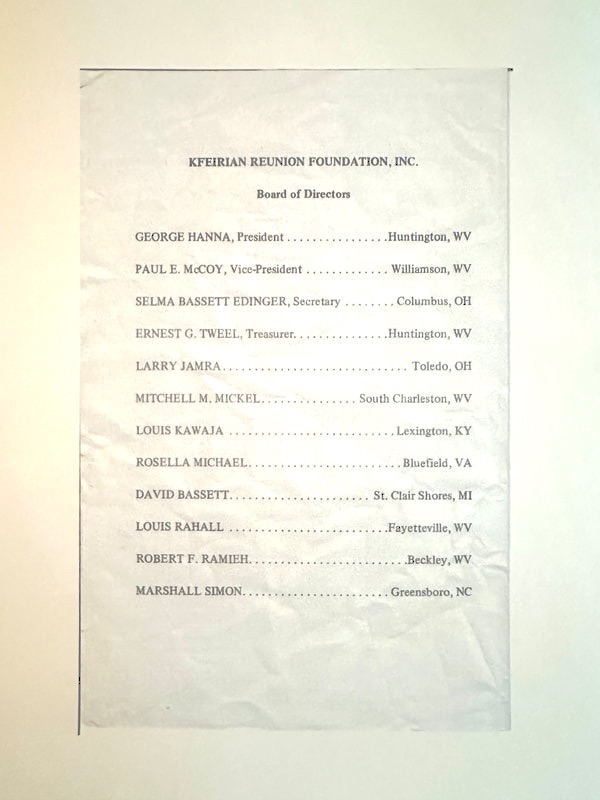 KFEIRIAN REUNION FOUNDATION, INC.
Board of Directors
GEORGE HANNA, President . . . . . . . . . . . . . . . .Huntington, WV
PAUL E. McCOY, Vice-President . . . . . . . . . . . . . Williamson, WV
SELMA BASSETT EDINGER, Secretary . . . . . . . . Columbus, OH
ERNEST G. TWEEL, Treasurer. . . . . . . . . . . . . . .Huntington, WV
LARRY JAMRA. . . . . . . . . . . . . . . . . . . . . . . . . . . . . Toledo, OH
MITCHELL M. MICKEL. . . . . . . . . . . . . . . South Charleston, WV
LOUIS KAWAJA . . . . . . . . . . . . . . . . . . . . . . . . . .Lexington, KY
ROSELLA MICHAEL. . . . . . . . . . . . . . . . . . . . . . . . Bluefield, VA
DAVID BASSETT. . . . . . . . . . . . . . . . . . . . . . St. Clair Shores, MI
LOUIS RAHALL . . . . . . . . . . . . . . . . . . . . . . . . .Fayetteville, WV
ROBERT F. RAMIEH. . . . . . . . . . . . . . . . . . . . . . . . .Beckley, WV
MARSHALL SIMON. . . . . . . . . . . . . . . . . . . . . . . Greensboro, NC